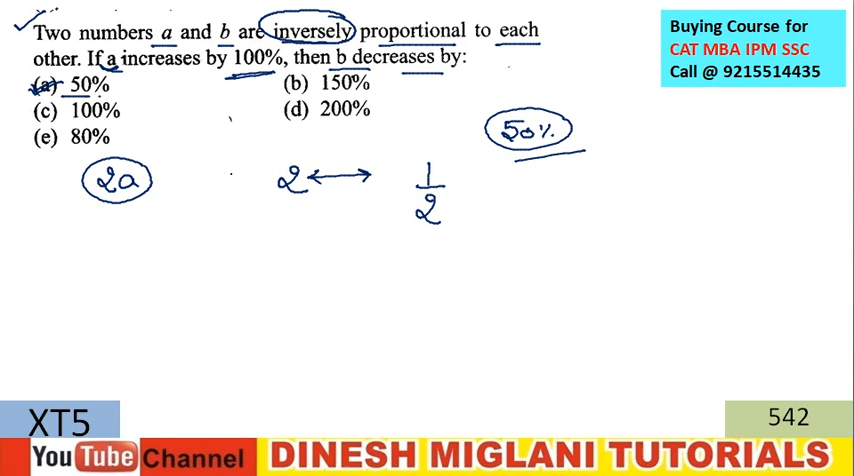 Two numbers a and b are inversely proportional to each
other. If a increases by 100%, then b decreases by:
(a) 50% (b) 150%
(c) 100% (d) 200%
(e) 80%
50%
2a 2 ↔ 1/2
Buying Course for
CAT MBA IPM SSC
Call @ 9215514435
XT5 542
You Tube Channel DINESH MIGLANI TUTORIALS